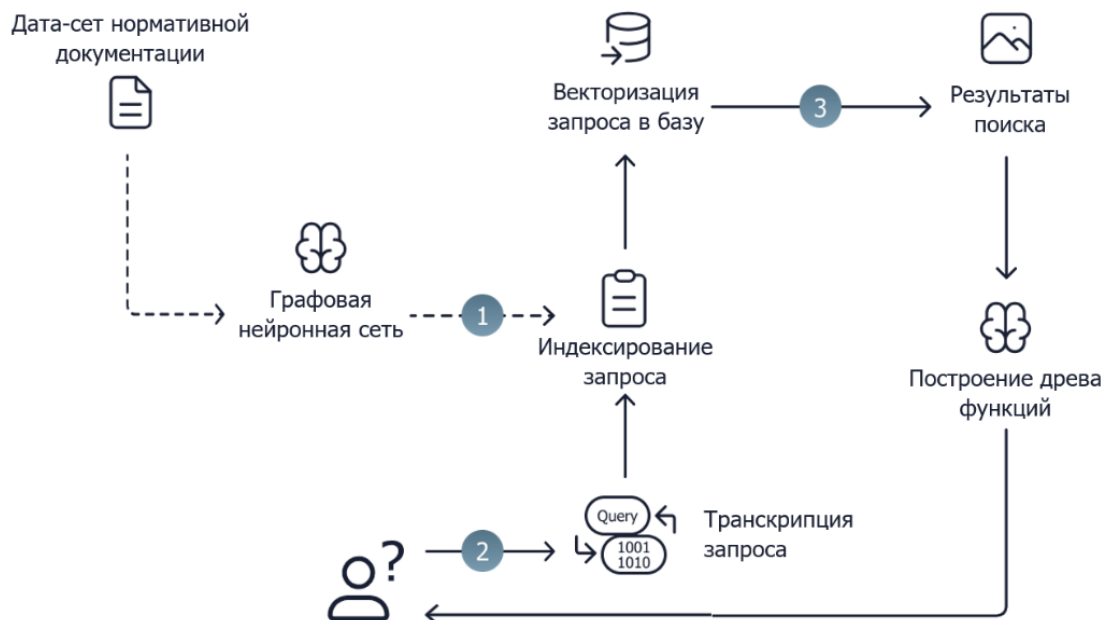 Дата-сет нормативной
документации
Векторизация
запроса в базу
3
Результаты
поиска
Графовая
нейронная сеть
1
Индексирование
запроса
Построение древа
функций
?
2
Query
1001
1010
Транскрипция
запроса